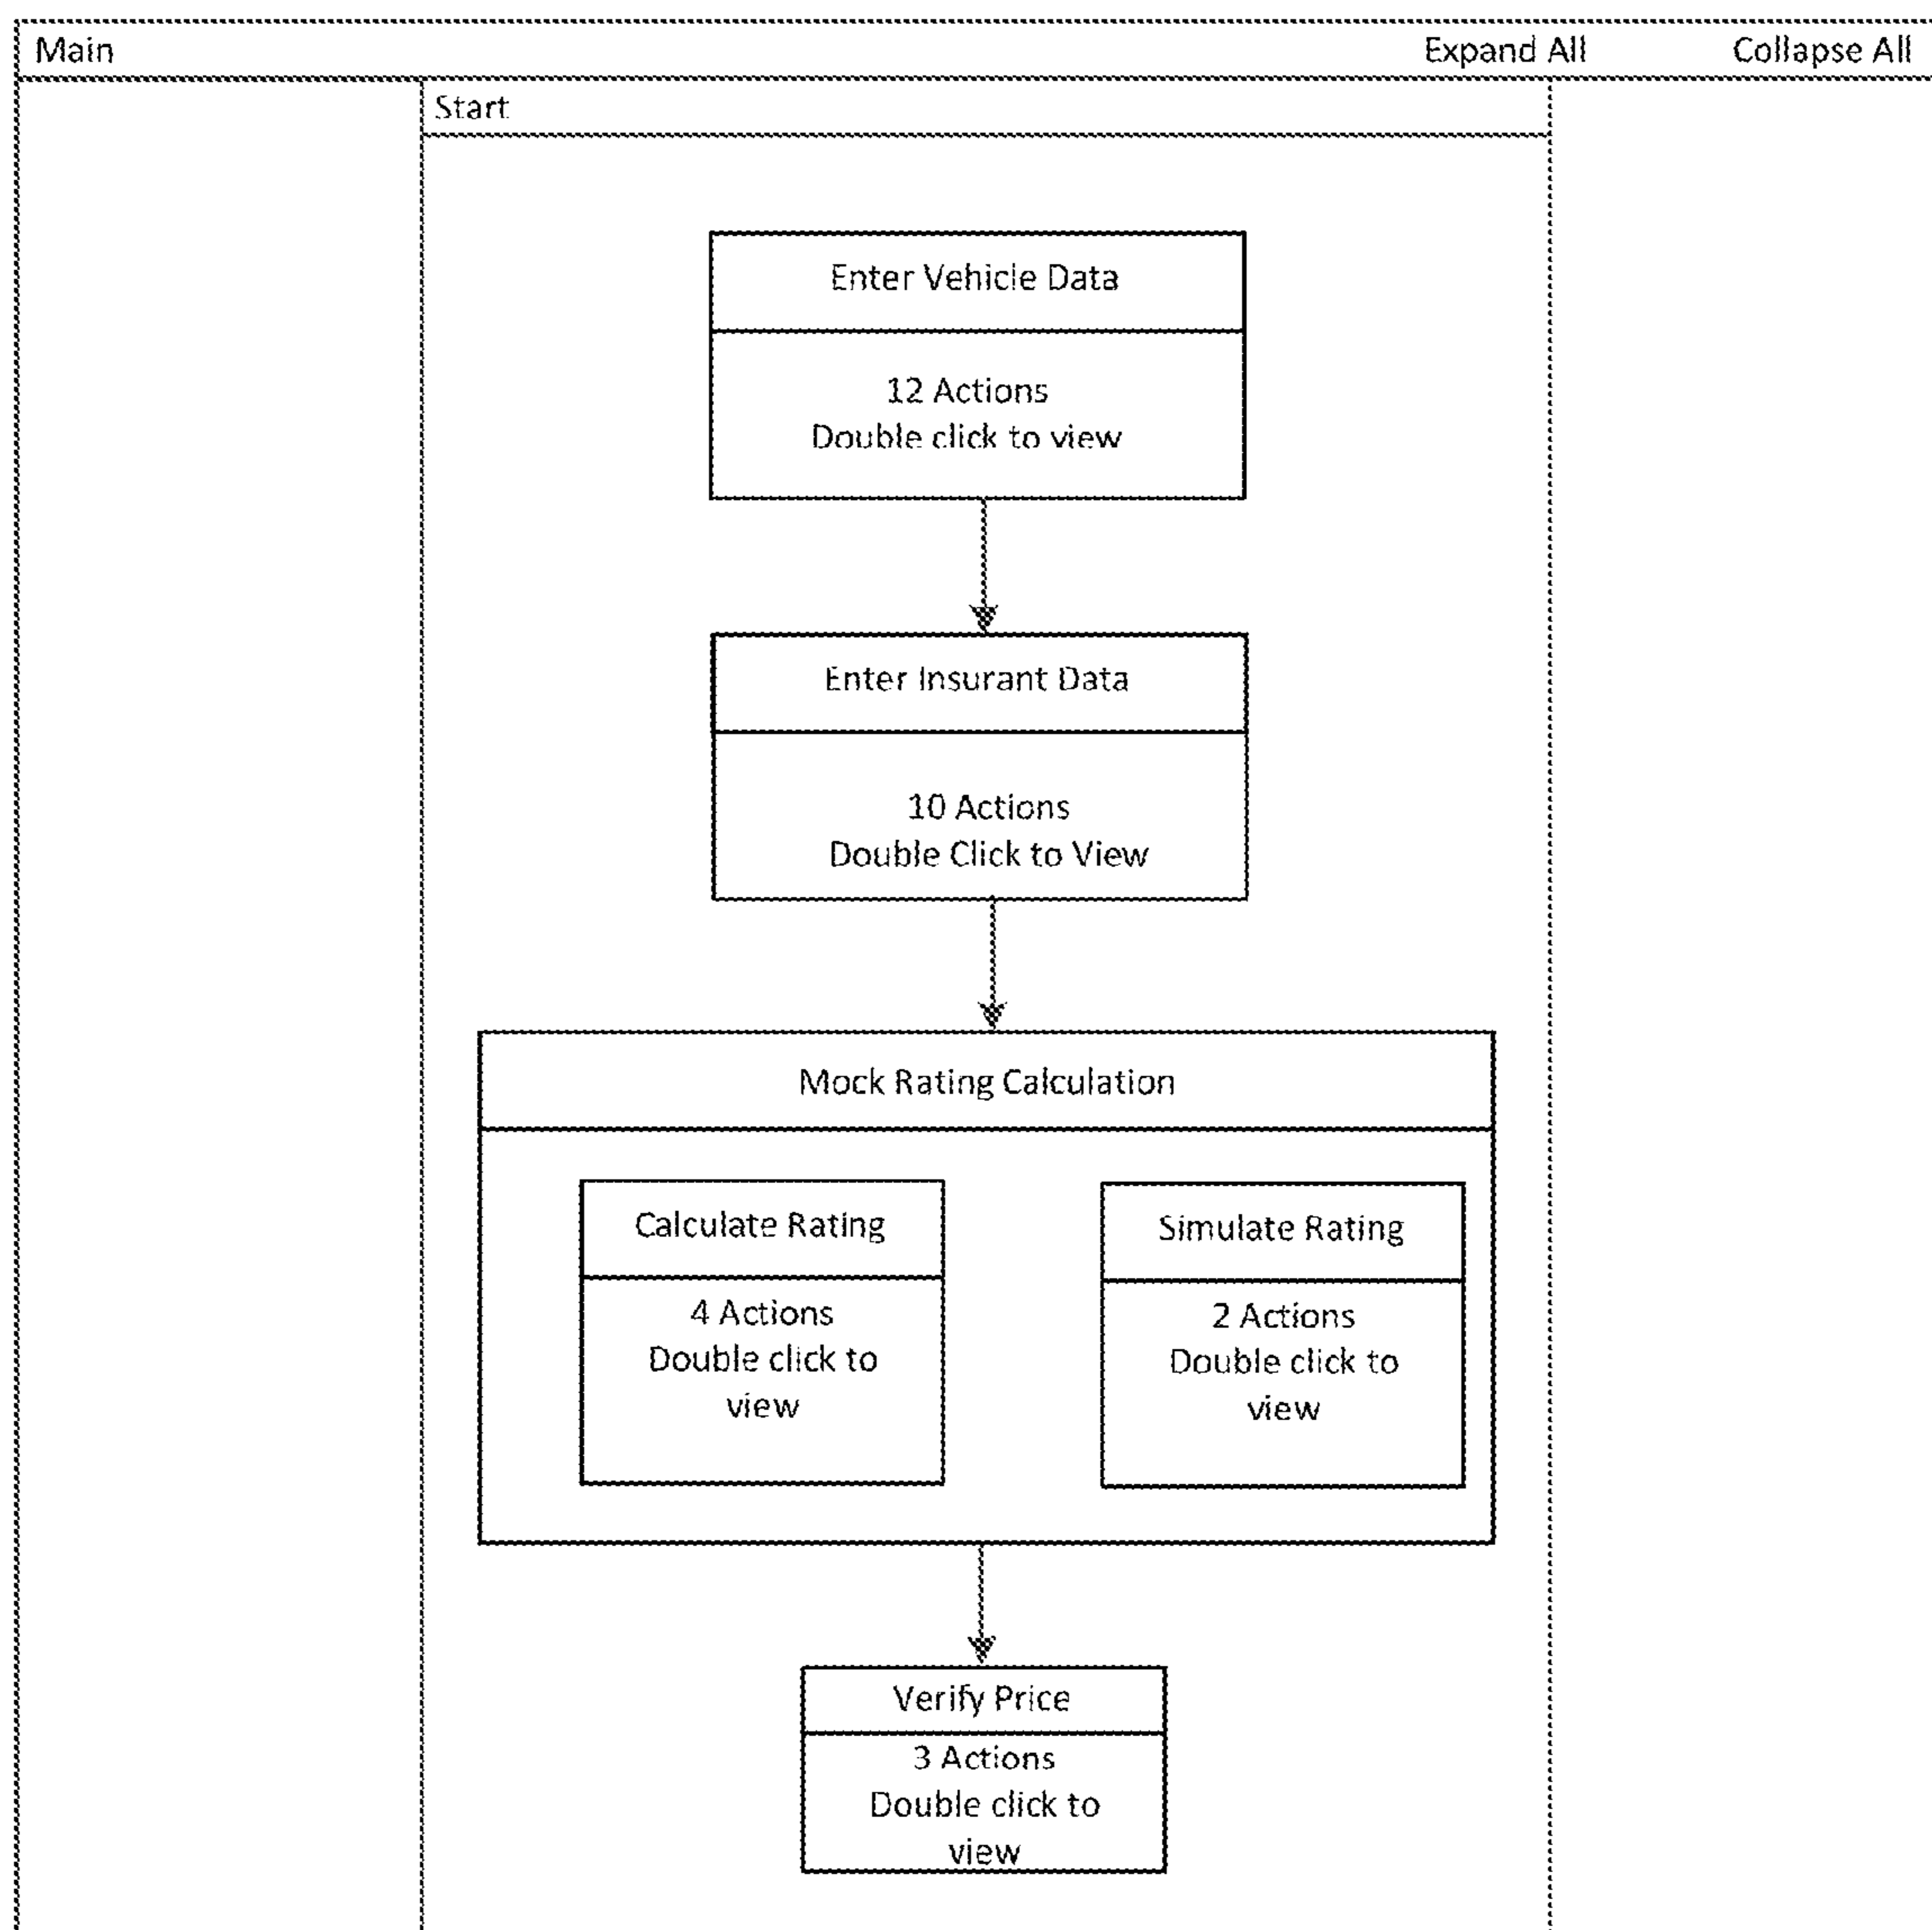 Main Expand All Collapse All
Start
Enter Vehicle Data
12 Actions
Double click to view
Enter Insurant Data
10 Actions
Double Click to View
Mock Rating Calculation
Calculate Rating
4 Actions
Double click to
view
Simulate Rating
2 Actions
Double click to
view
Verify Price
3 Actions
Double click to
view